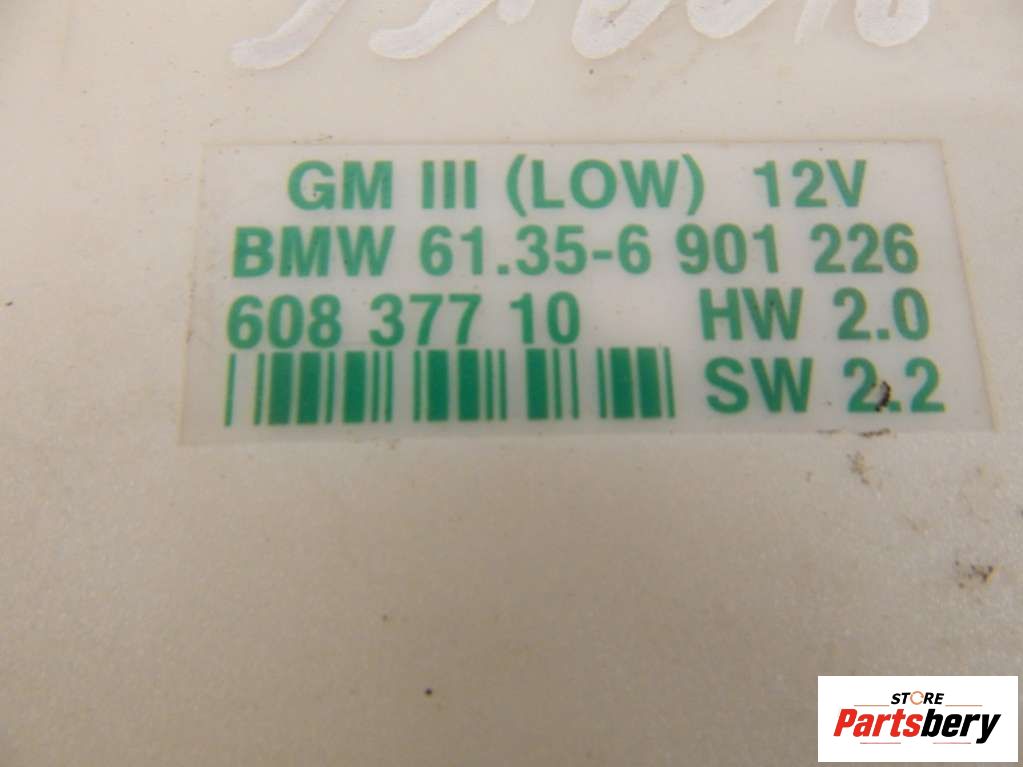 GM III (LOW) 12V
BMW 61.35-6 901 226
608 377 10 HW 2.0
SW 2.2
STORE
Partsbery